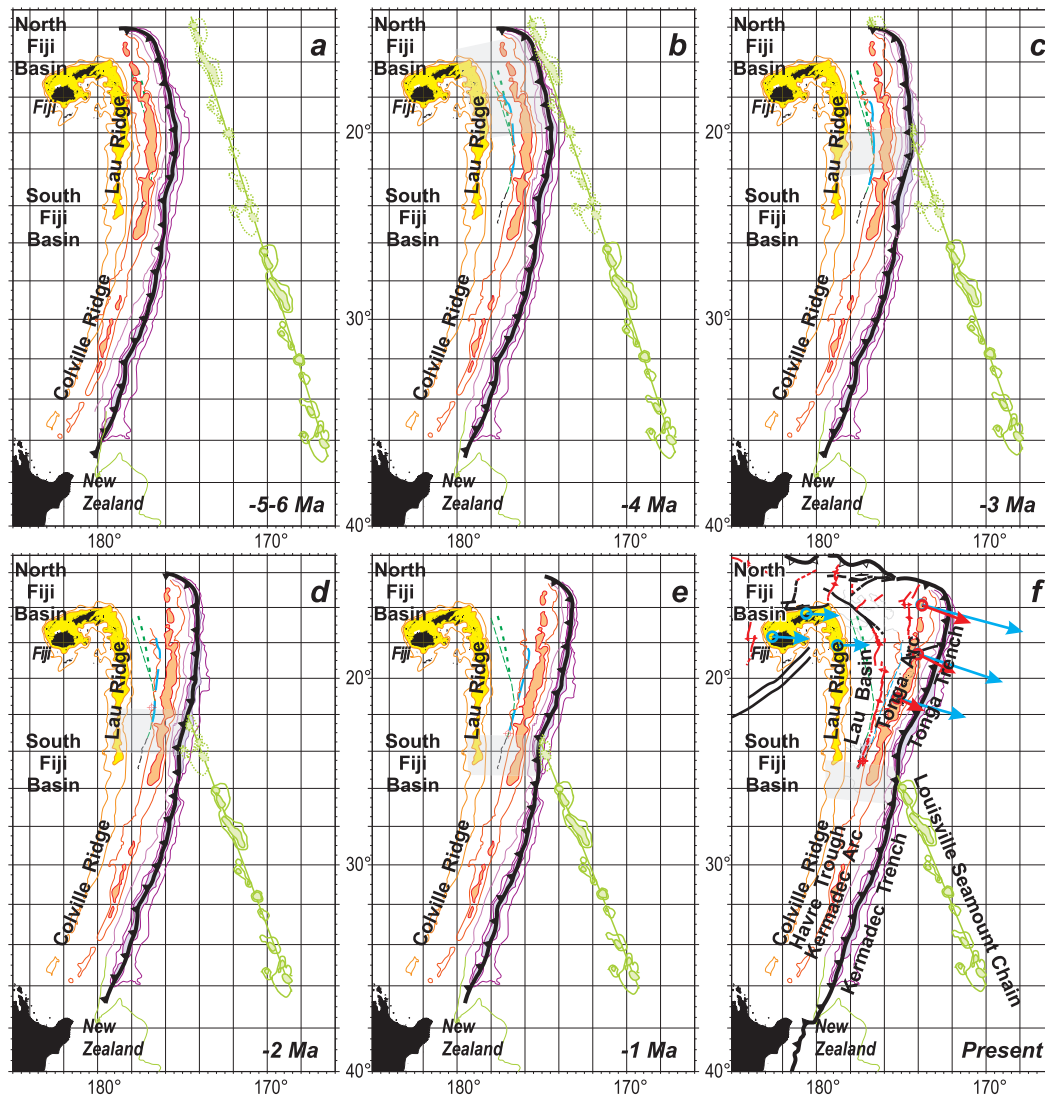 North
Fiji
Basin
Fiji
Lau Ridge
South
Fiji
Basin
Colville Ridge
New
Zealand
a
-5-6 Ma
20°
30°
40°
180°
170°
North
Fiji
Basin
Fiji
Lau Ridge
South
Fiji
Basin
Colville Ridge
New
Zealand
b
-4 Ma
20°
30°
40°
180°
170°
North
Fiji
Basin
Fiji
Lau Ridge
South
Fiji
Basin
Colville Ridge
New
Zealand
c
-3 Ma
180°
170°
North
Fiji
Basin
Fiji
Lau Ridge
South
Fiji
Basin
Colville Ridge
New
Zealand
d
-2 Ma
20°
30°
40°
180°
170°
North
Fiji
Basin
Fiji
Lau Ridge
South
Fiji
Basin
Colville Ridge
New
Zealand
e
-1 Ma
20°
30°
40°
180°
170°
North
Fiji
Basin
Fiji
Lau Ridge
Lau Basin
Tonga Arc
Tonga Trench
South
Fiji
Basin
Colville Ridge
Havre Trough
Kermadec Arc
Kermadec Trench
Louisville Seamount Chain
New
Zealand
f
Present
180°
170°